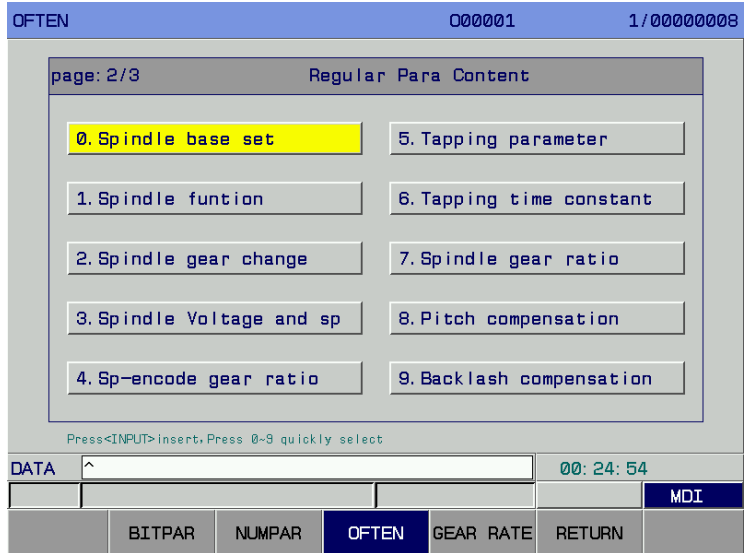 OFTEN O00001 1/00000008
page: 2/3 Regular Para Content
0. Spindle base set
5. Tapping parameter
1. Spindle funtion
6. Tapping time constant
2. Spindle gear change
7. Spindle gear ratio
3. Spindle Voltage and sp
8. Pitch compensation
4. Sp-encode gear ratio
9. Backlash compensation
Press<INPUT>insert,Press 0~9 quickly select
DATA ^ 00:24:54
MDI
BITPAR NUMPAR OFTEN GEAR RATE RETURN